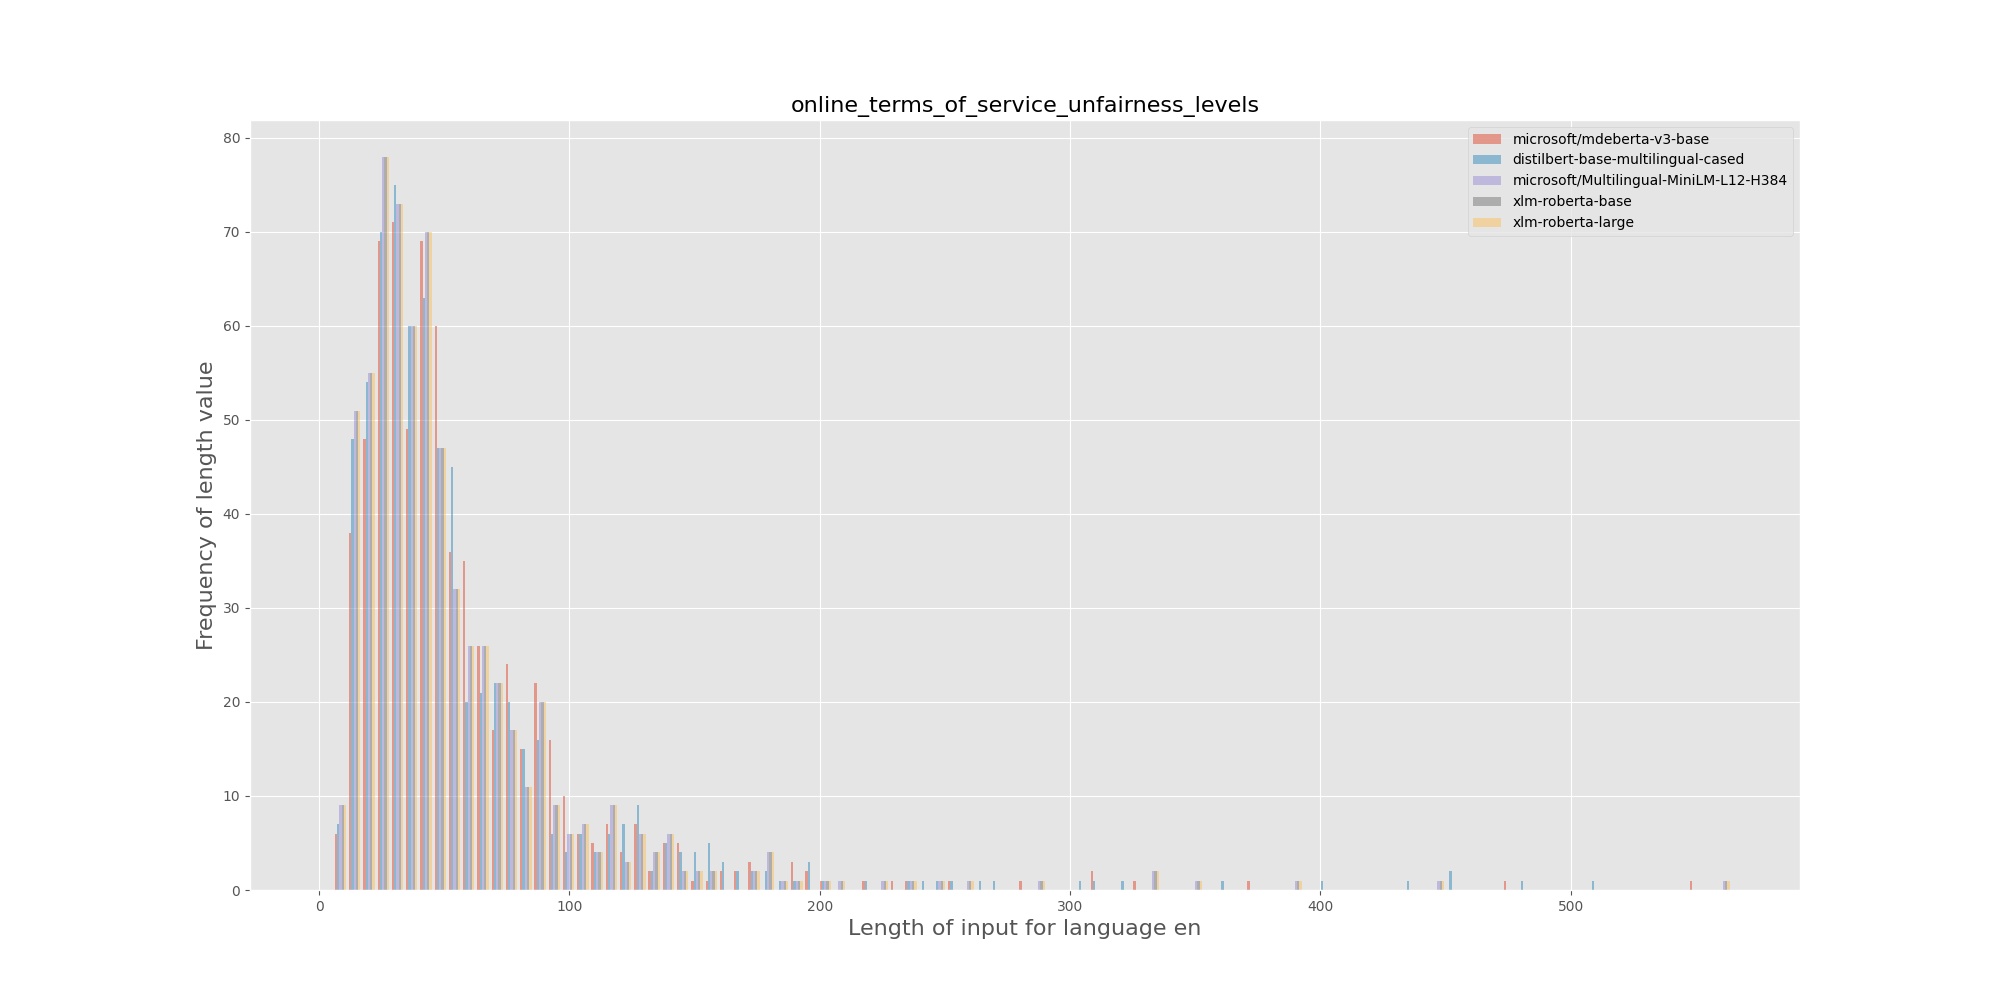 online_terms_of_service_unfairness_levels
microsoft/mdeberta-v3-base
distilbert-base-multilingual-cased
microsoft/Multilingual-MiniLM-L12-H384
xlm-roberta-base
xlm-roberta-large
Frequency of length value
80
70
60
50
40
30
20
10
0
0 100 200 300 400 500
Length of input for language en